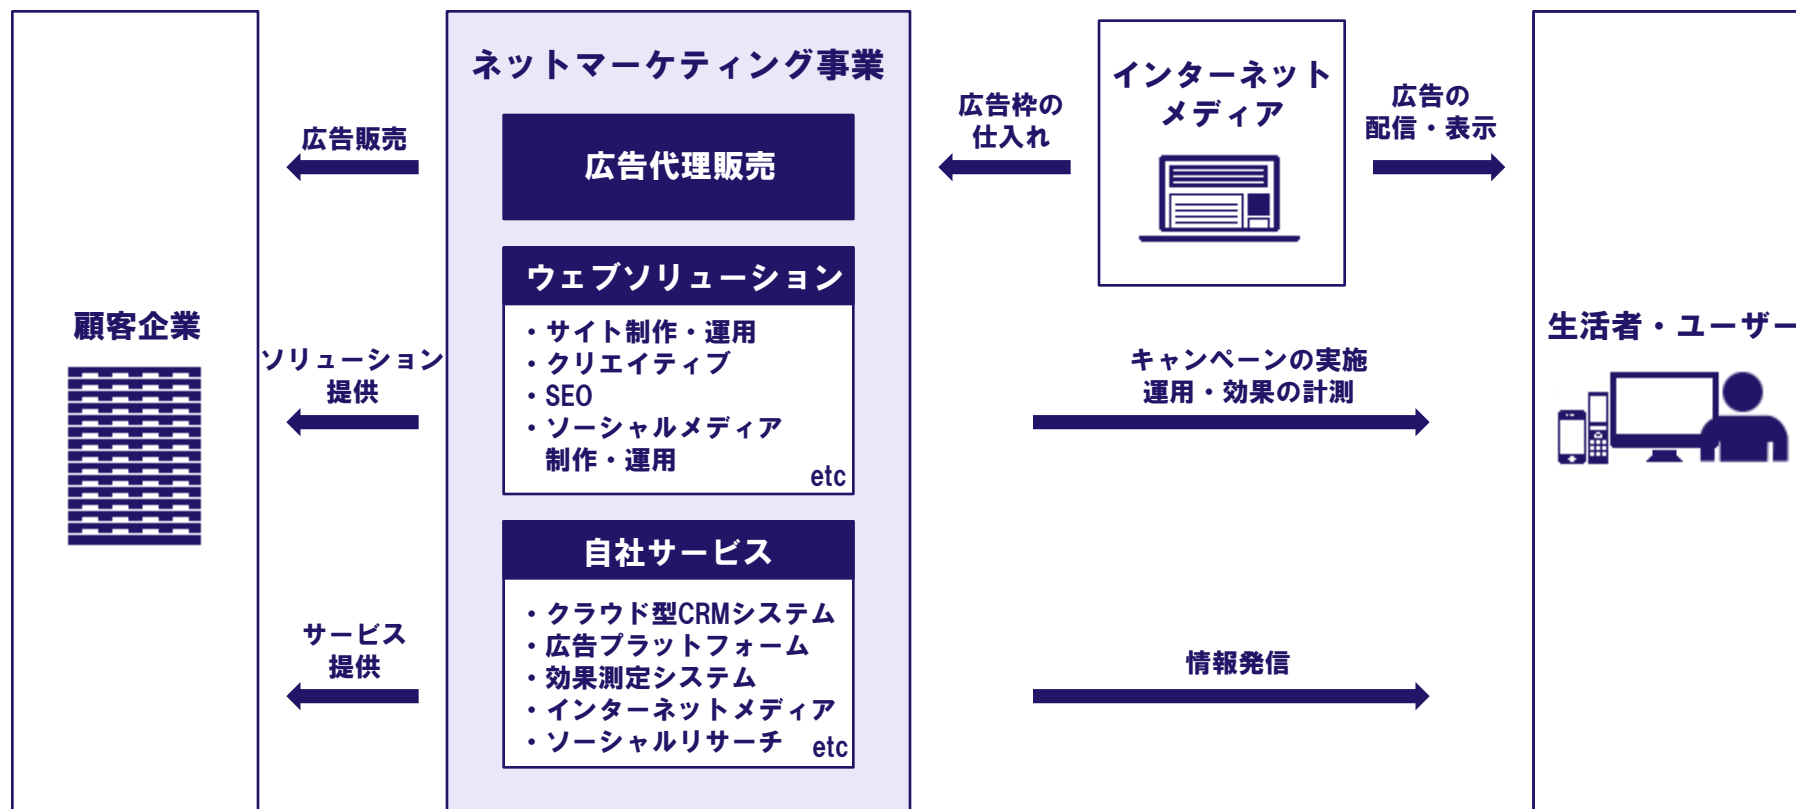 顧客企業
広告販売
ソリューション
提供
サービス
提供
ネットマーケティング事業
広告代理販売
ウェブソリューション
・サイト制作・運用
・クリエイティブ
・SEO
・ソーシャルメディア
制作・運用
etc
自社サービス
・クラウド型CRMシステム
・広告プラットフォーム
・効果測定システム
・インターネットメディア
・ソーシャルリサーチ etc
広告枠の
仕入れ
インターネット
メディア
広告の
配信・表示
キャンペーンの実施
運用・効果の計測
情報発信
生活者・ユーザー